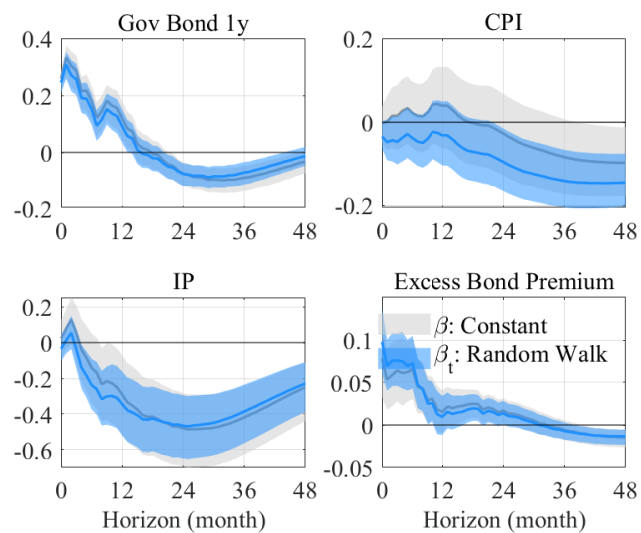 Gov Bond 1y
CPI
0.4
0.2
0
-0.2
0 12 24 36 48
0.2
0
-0.2
0 12 24 36 48
IP
Excess Bond Premium
0.2
0
-0.2
-0.4
-0.6
0 12 24 36 48
Horizon (month)
0.1
0.05
0
-0.05
0 12 24 36 48
Horizon (month)
β: Constant
βt: Random Walk